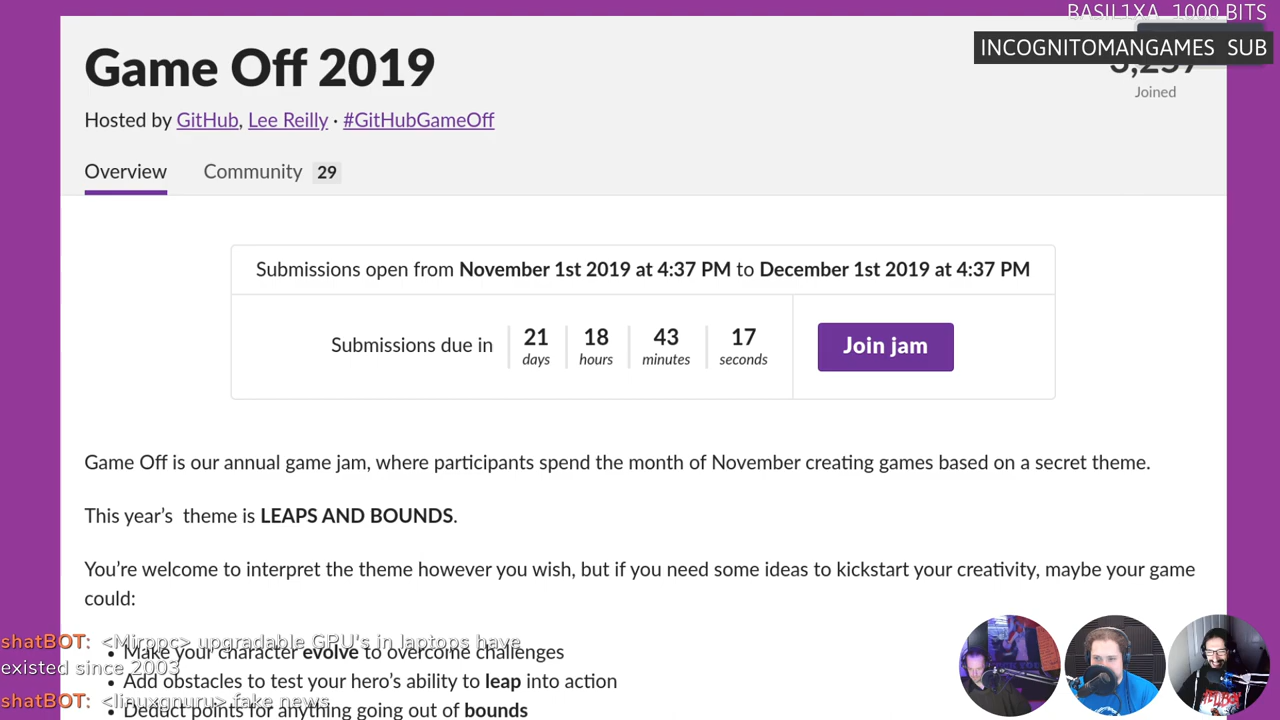 BASIL1XA 1000 BITS
INCOGNITOMANGAMES SUB
Game Off 2019
Joined
Hosted by GitHub, Lee Reilly · #GitHubGameOff
Overview Community 29
Submissions open from November 1st 2019 at 4:37 PM to December 1st 2019 at 4:37 PM
Submissions due in 21 days 18 hours 43 minutes 17 seconds
Join jam
Game Off is our annual game jam, where participants spend the month of November creating games based on a secret theme.
This year’s theme is LEAPS AND BOUNDS.
You’re welcome to interpret the theme however you wish, but if you need some ideas to kickstart your creativity, maybe your game
could:
shatBOT: <Mirppc> upgradable GPU's in laptops have
existed since 2003
• Make your character evolve to overcome challenges
• Add obstacles to test your hero’s ability to leap into action
shatBOT: <linuxgnuru> fake news
• Deduct points for anything going out of bounds